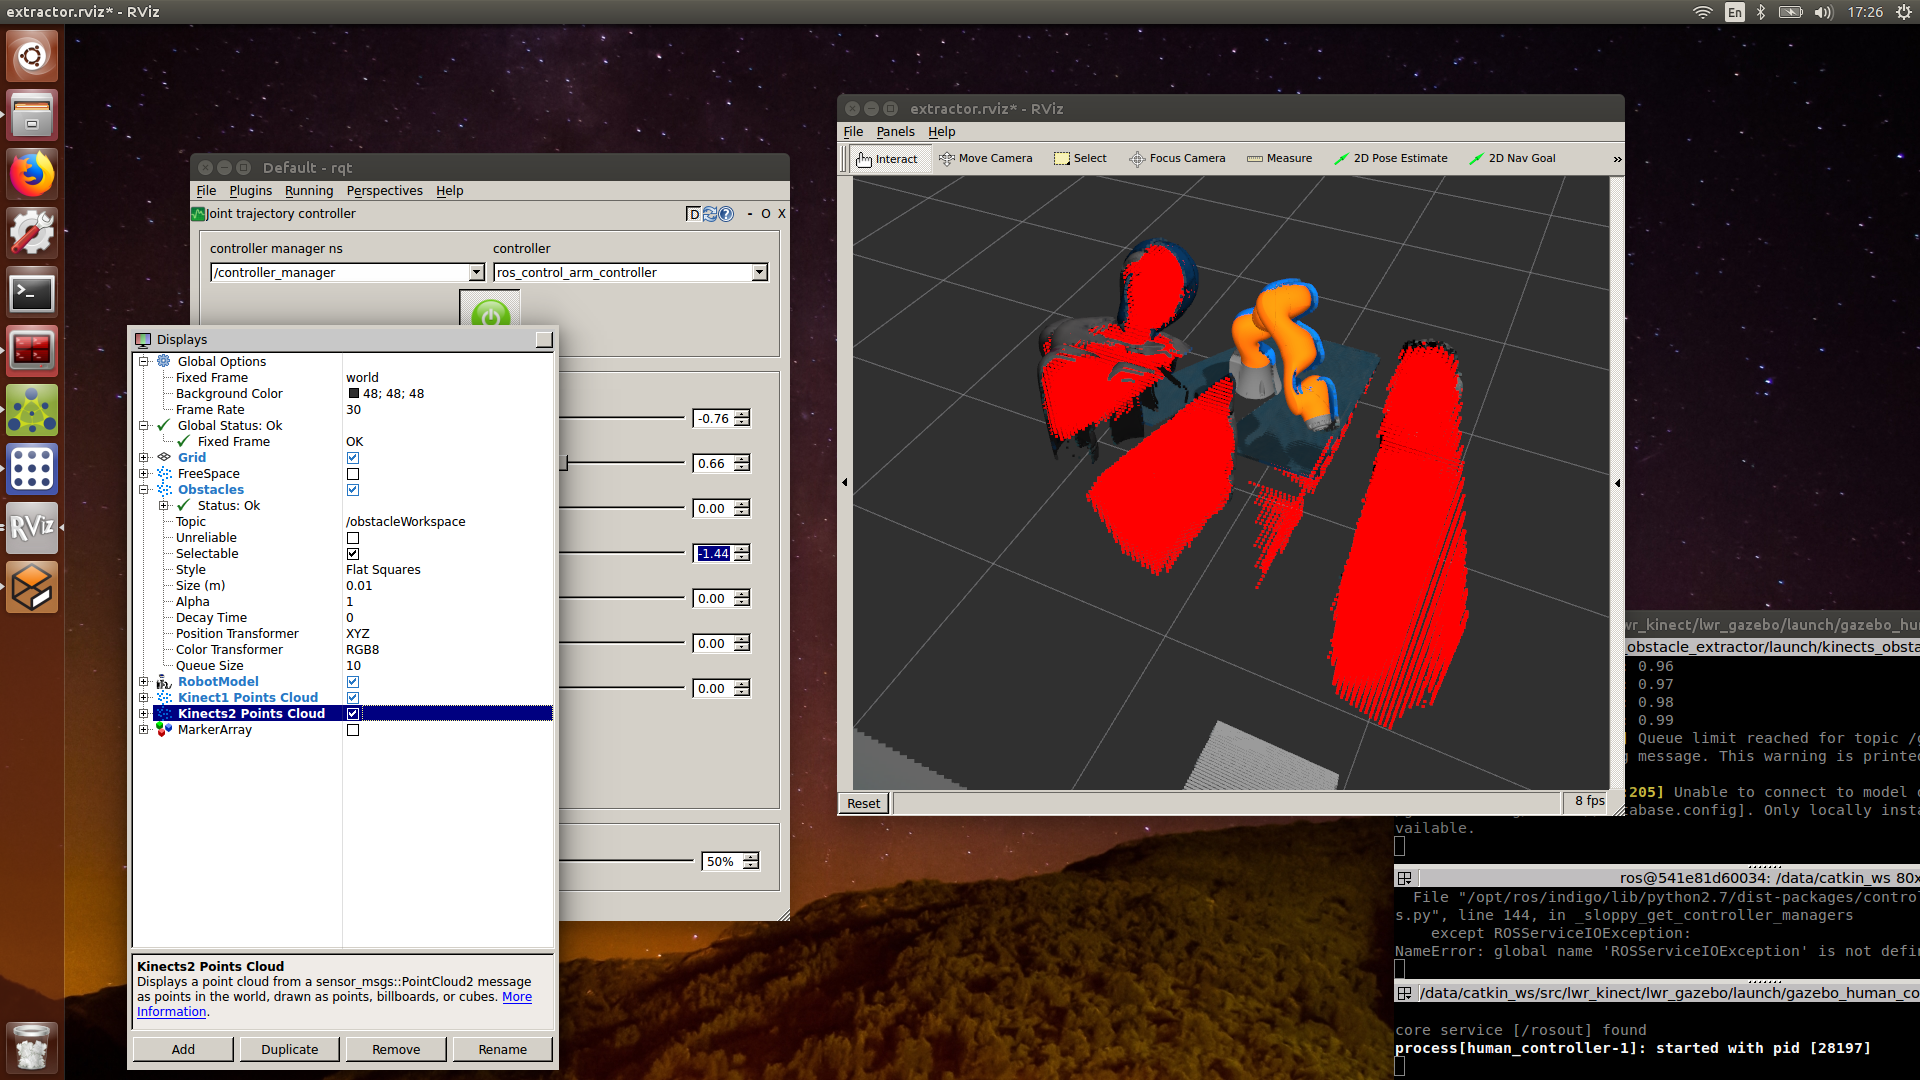 extractor.rviz* - RViz
En
17:26
RViz
Default - rqt
File Plugins Running Perspectives Help
Joint trajectory controller
D
- O X
controller manager ns
controller
/controller_manager
ros_control_arm_controller
-0.76
0.66
0.00
-1.44
0.00
0.00
0.00
50%
Displays
Global Options
Fixed Frame world
Background Color 48; 48; 48
Frame Rate 30
Global Status: Ok
Fixed Frame OK
Grid
FreeSpace
Obstacles
Status: Ok
Topic /obstacleWorkspace
Unreliable
Selectable
Style Flat Squares
Size (m) 0.01
Alpha 1
Decay Time 0
Position Transformer XYZ
Color Transformer RGB8
Queue Size 10
RobotModel
Kinect1 Points Cloud
Kinects2 Points Cloud
MarkerArray
Kinects2 Points Cloud
Displays a point cloud from a sensor_msgs::PointCloud2 message
as points in the world, drawn as points, billboards, or cubes. More
Information.
Add Duplicate Remove Rename
extractor.rviz* - RViz
File Panels Help
Interact Move Camera Select Focus Camera Measure 2D Pose Estimate 2D Nav Goal »
Reset
8 fps
wr_kinect/lwr_gazebo/launch/gazebo_hu
obstacle_extractor/launch/kinects_obsta
: 0.96
: 0.97
: 0.98
: 0.99
] Queue limit reached for topic /g
g message. This warning is printed
:205] Unable to connect to model d
tabase.config]. Only locally insta
vailable.
ros@541e81d60034: /data/catkin_ws 80x
File "/opt/ros/indigo/lib/python2.7/dist-packages/contro
s.py", line 144, in _sloppy_get_controller_managers
except ROSServiceIOException:
NameError: global name 'ROSServiceIOException' is not defin
/data/catkin_ws/src/lwr_kinect/lwr_gazebo/launch/gazebo_human_co
core service [/rosout] found
process[human_controller-1]: started with pid [28197]